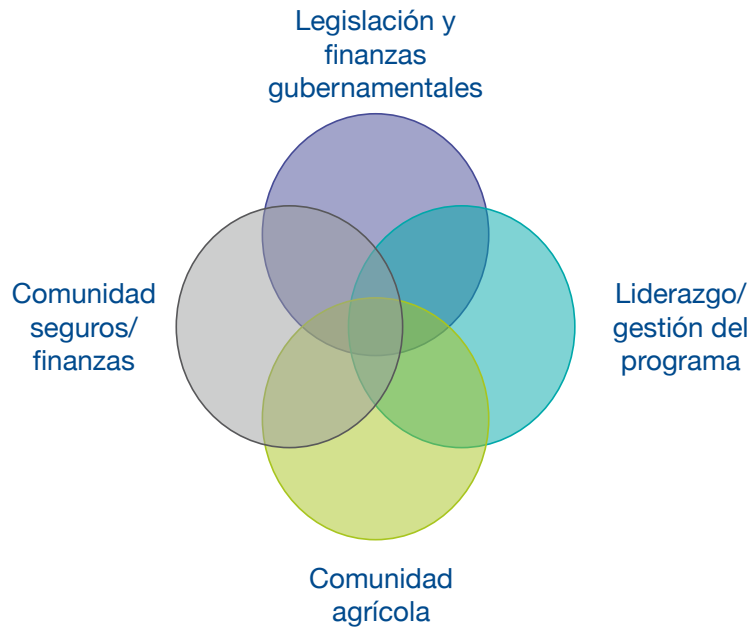 Legislación y
finanzas
gubernamentales
Comunidad
seguros/
finanzas
Liderazgo/
gestión del
programa
Comunidad
agrícola